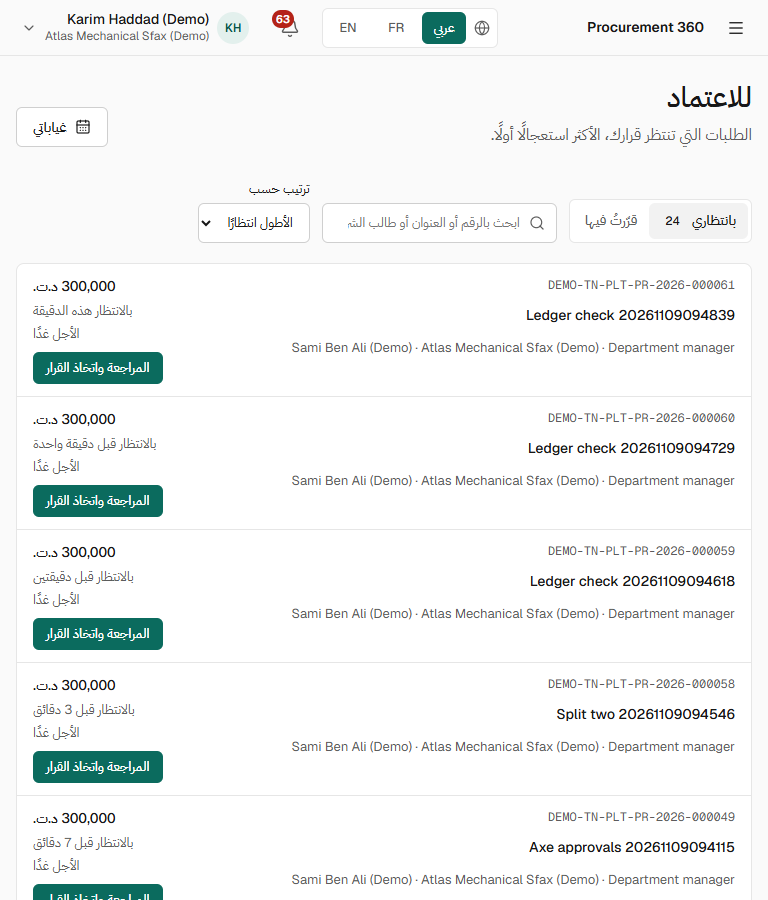 Procurement 360
عربي
FR
EN
63
KH
Karim Haddad (Demo)
Atlas Mechanical Sfax (Demo)
للاعتماد
الطلبات التي تنتظر قرارك، الأكثر استعجالًا أولًا.
غياباتي
بانتظاري 24
قرّرتُ فيها
ابحث بالرقم أو العنوان أو طالب الش
ترتيب حسب
الأطول انتظارًا
DEMO-TN-PLT-PR-2026-000061
Ledger check 20261109094839
Sami Ben Ali (Demo) · Atlas Mechanical Sfax (Demo) · Department manager
300,000 د.ت.
بالانتظار هذه الدقيقة
الأجل غدًا
المراجعة واتخاذ القرار
DEMO-TN-PLT-PR-2026-000060
Ledger check 20261109094729
Sami Ben Ali (Demo) · Atlas Mechanical Sfax (Demo) · Department manager
300,000 د.ت.
بالانتظار قبل دقيقة واحدة
الأجل غدًا
المراجعة واتخاذ القرار
DEMO-TN-PLT-PR-2026-000059
Ledger check 20261109094618
Sami Ben Ali (Demo) · Atlas Mechanical Sfax (Demo) · Department manager
300,000 د.ت.
بالانتظار قبل دقيقتين
الأجل غدًا
المراجعة واتخاذ القرار
DEMO-TN-PLT-PR-2026-000058
Split two 20261109094546
Sami Ben Ali (Demo) · Atlas Mechanical Sfax (Demo) · Department manager
300,000 د.ت.
بالانتظار قبل 3 دقائق
الأجل غدًا
المراجعة واتخاذ القرار
DEMO-TN-PLT-PR-2026-000049
Axe approvals 20261109094115
Sami Ben Ali (Demo) · Atlas Mechanical Sfax (Demo) · Department manager
300,000 د.ت.
بالانتظار قبل 7 دقائق
الأجل غدًا
المراجعة واتخاذ القرار